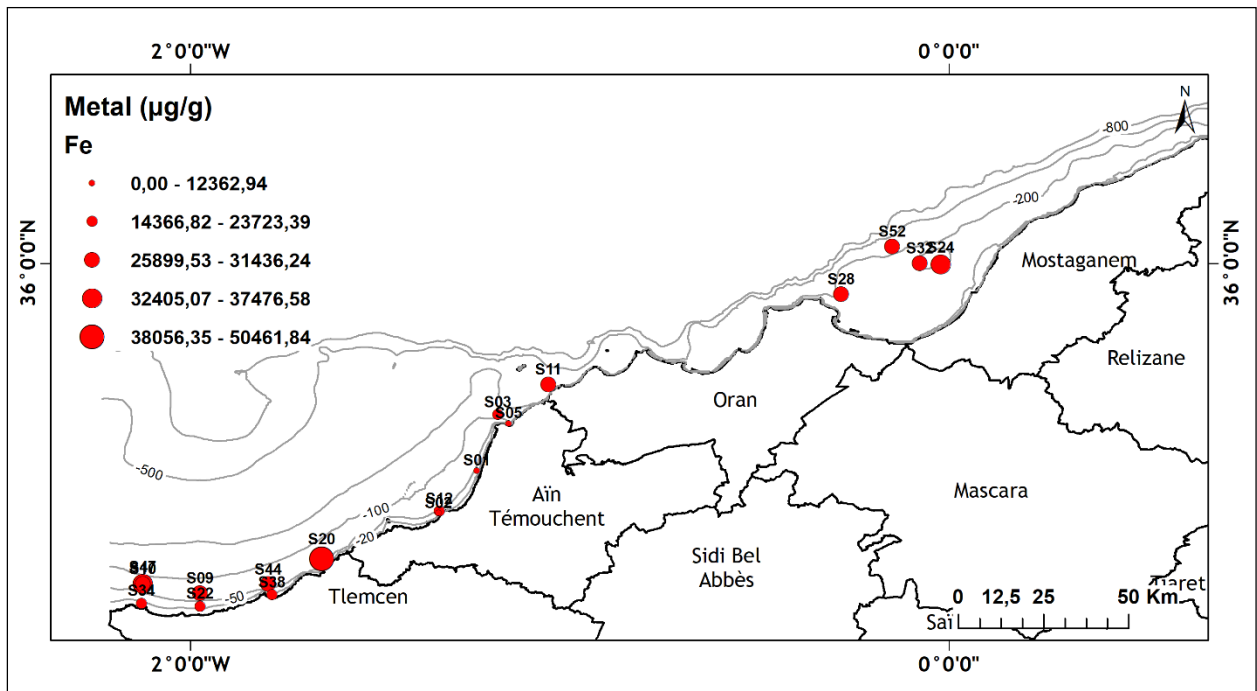 2°0'0"W
0°0'0"
N
Metal (µg/g)
Fe
0,00 - 12362,94
14366,82 - 23723,39
25899,53 - 31436,24
32405,07 - 37476,58
38056,35 - 50461,84
36°0'0"N
36°0'0"N
-800
-200
S52
S32
S24
S28
Mostaganem
Relizane
S11
S03
S05
Oran
-500
S01
Mascara
Aïn
Témouchent
S12
S02
-100
-20
S20
Sidi Bel
Abbès
S44
S38
S09
S22
S34
-50
Tlemcen
0 12,5 25 50 Km
2°0'0"W
0°0'0"